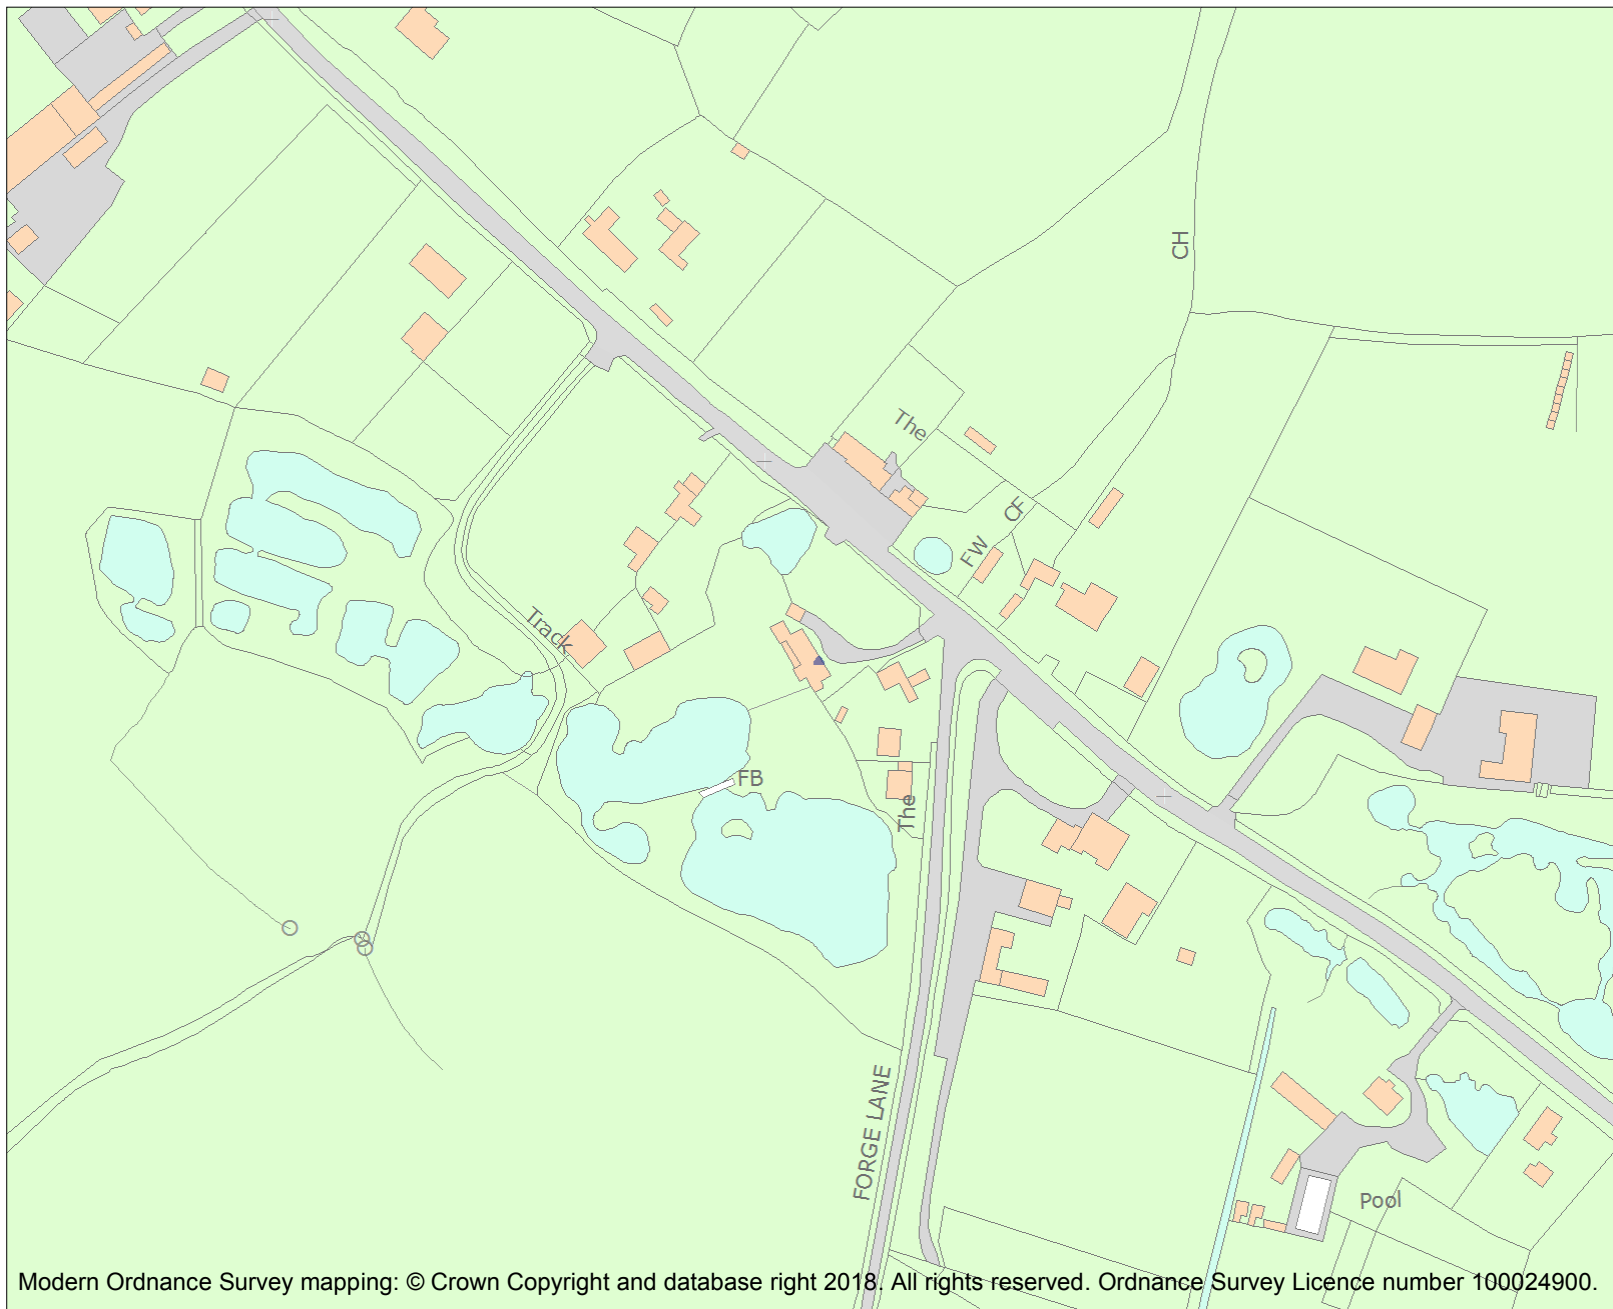 CH
The
CF
FW
Track
FB
The
FORGE LANE
Pool
Modern Ordnance Survey mapping: © Crown Copyright and database right 2018. All rights reserved. Ordnance Survey Licence number 100024900.